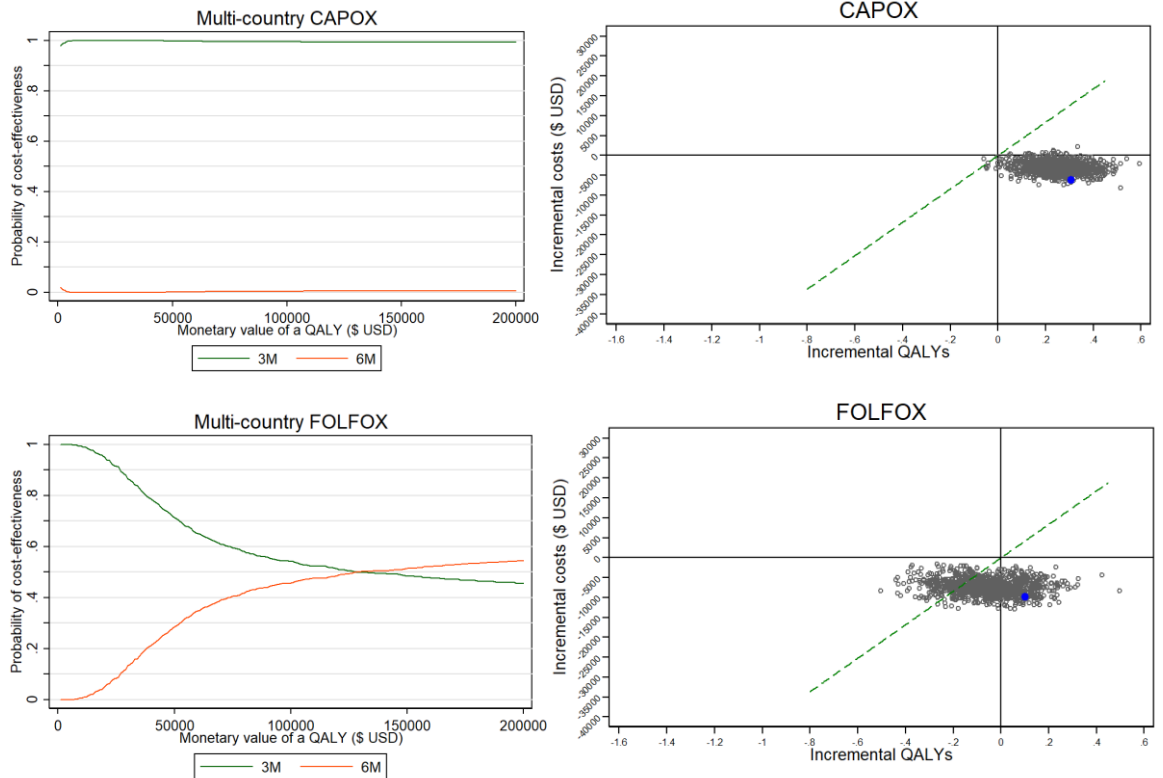 Multi-country CAPOX
Probability of cost-effectiveness
1
.8
.6
.4
.2
0
0 50000 100000 150000 200000
Monetary value of a QALY ($ USD)
3M 6M
CAPOX
Incremental costs ($ USD)
30000
25000
20000
15000
10000
5000
0
-5000
-10000
-15000
-20000
-25000
-30000
-35000
-40000
-1.6 -1.4 -1.2 -1 -.8 -.6 -.4 -.2 0 .2 .4 .6
Incremental QALYs
Multi-country FOLFOX
Probability of cost-effectiveness
1
.8
.6
.4
.2
0
0 50000 100000 150000 200000
Monetary value of a QALY ($ USD)
3M 6M
FOLFOX
Incremental costs ($ USD)
30000
25000
20000
15000
10000
5000
0
-5000
-10000
-15000
-20000
-25000
-30000
-35000
-40000
-1.6 -1.4 -1.2 -1 -.8 -.6 -.4 -.2 0 .2 .4 .6
Incremental QALYs